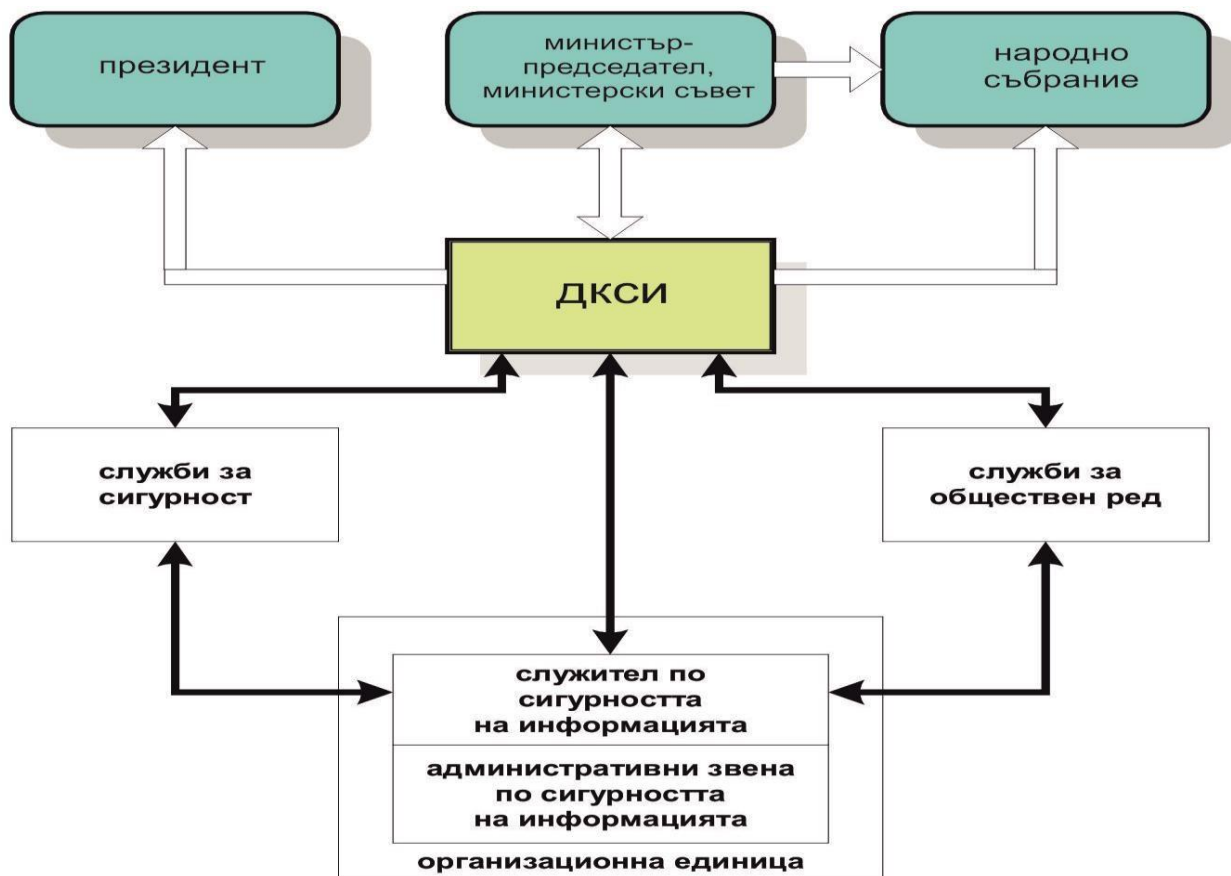 президент
министър-
председател,
министерски съвет
народно
събрание
ДКСИ
служби за
сигурност
служби за
обществен ред
служител по
сигурността
на информацията
административни звена
по сигурността
на информацията
организационна единица